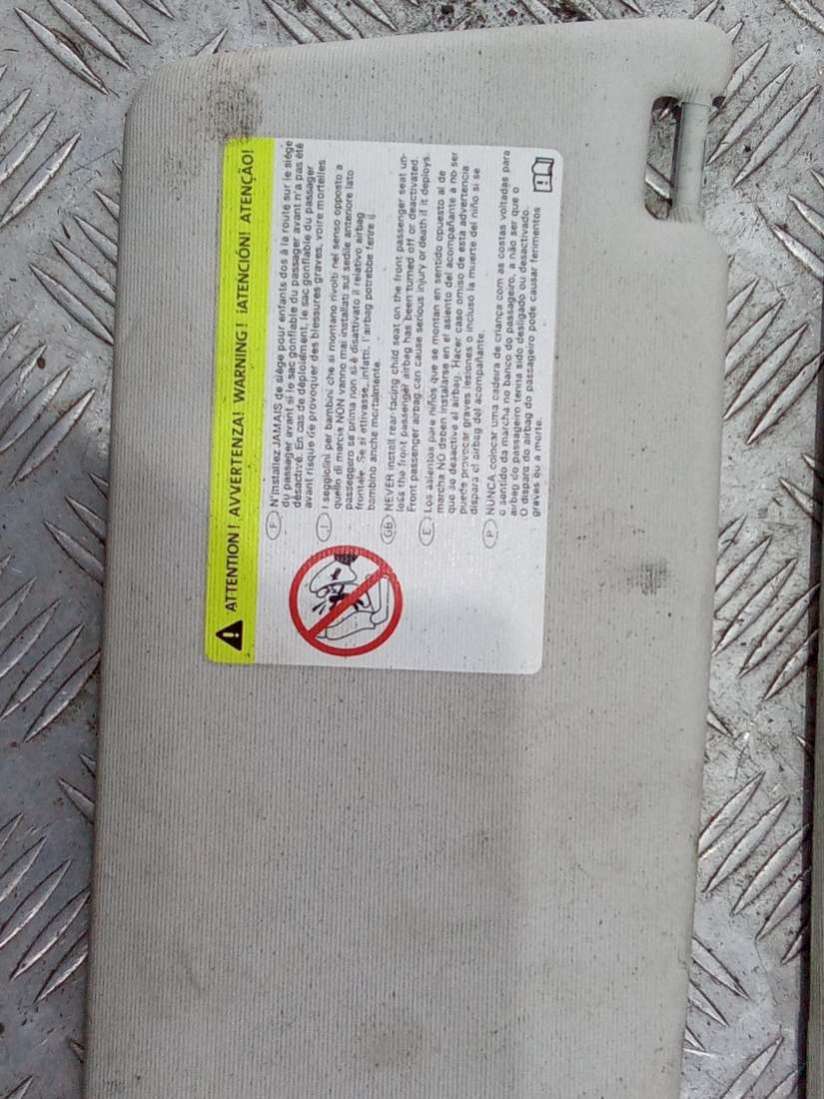 ATTENTION! AVVERTENZA! WARNING! ¡ATENCIÓN! ATENÇÃO!
F N'installez JAMAIS de siège pour enfants dos à la route sur le siège
du passager avant si le sac gonflable du passager avant n'a pas été
désactivé. En cas de déploiement, le sac gonflable du passager
avant risque de provoquer des blessures graves, voire mortelles
I I seggiolini per bambini che si montano rivolti nel senso opposto a
quello di marcia NON vanno mai installati sul sedile anteriore lato
passeggero se prima non si è disattivato il relativo airbag
frontale. Se si attivasse, infatti, l'airbag potrebbe ferire il
bambino anche mortalmente.
GB NEVER install rear-facing child seat on the front passenger seat un-
less the front passenger airbag has been turned off or deactivated.
Front passenger airbag can cause serious injury or death if it deploys.
E Los asientos para niños que se montan en sentido opuesto al de
marcha NO deben instalarse en el asiento del acompañante a no ser
que se desactive el airbag. Hacer caso omiso de esta advertencia
puede provocar graves lesiones o incluso la muerte del niño si se
dispara el airbag del acompañante.
P NUNCA colocar uma cadeira de criança com as costas voltadas para
o sentido da marcha no banco do passageiro, a não ser que o
airbag do passageiro tenha sido desligado ou desactivado.
O disparo do airbag do passageiro pode causar ferimentos
graves ou a morte.